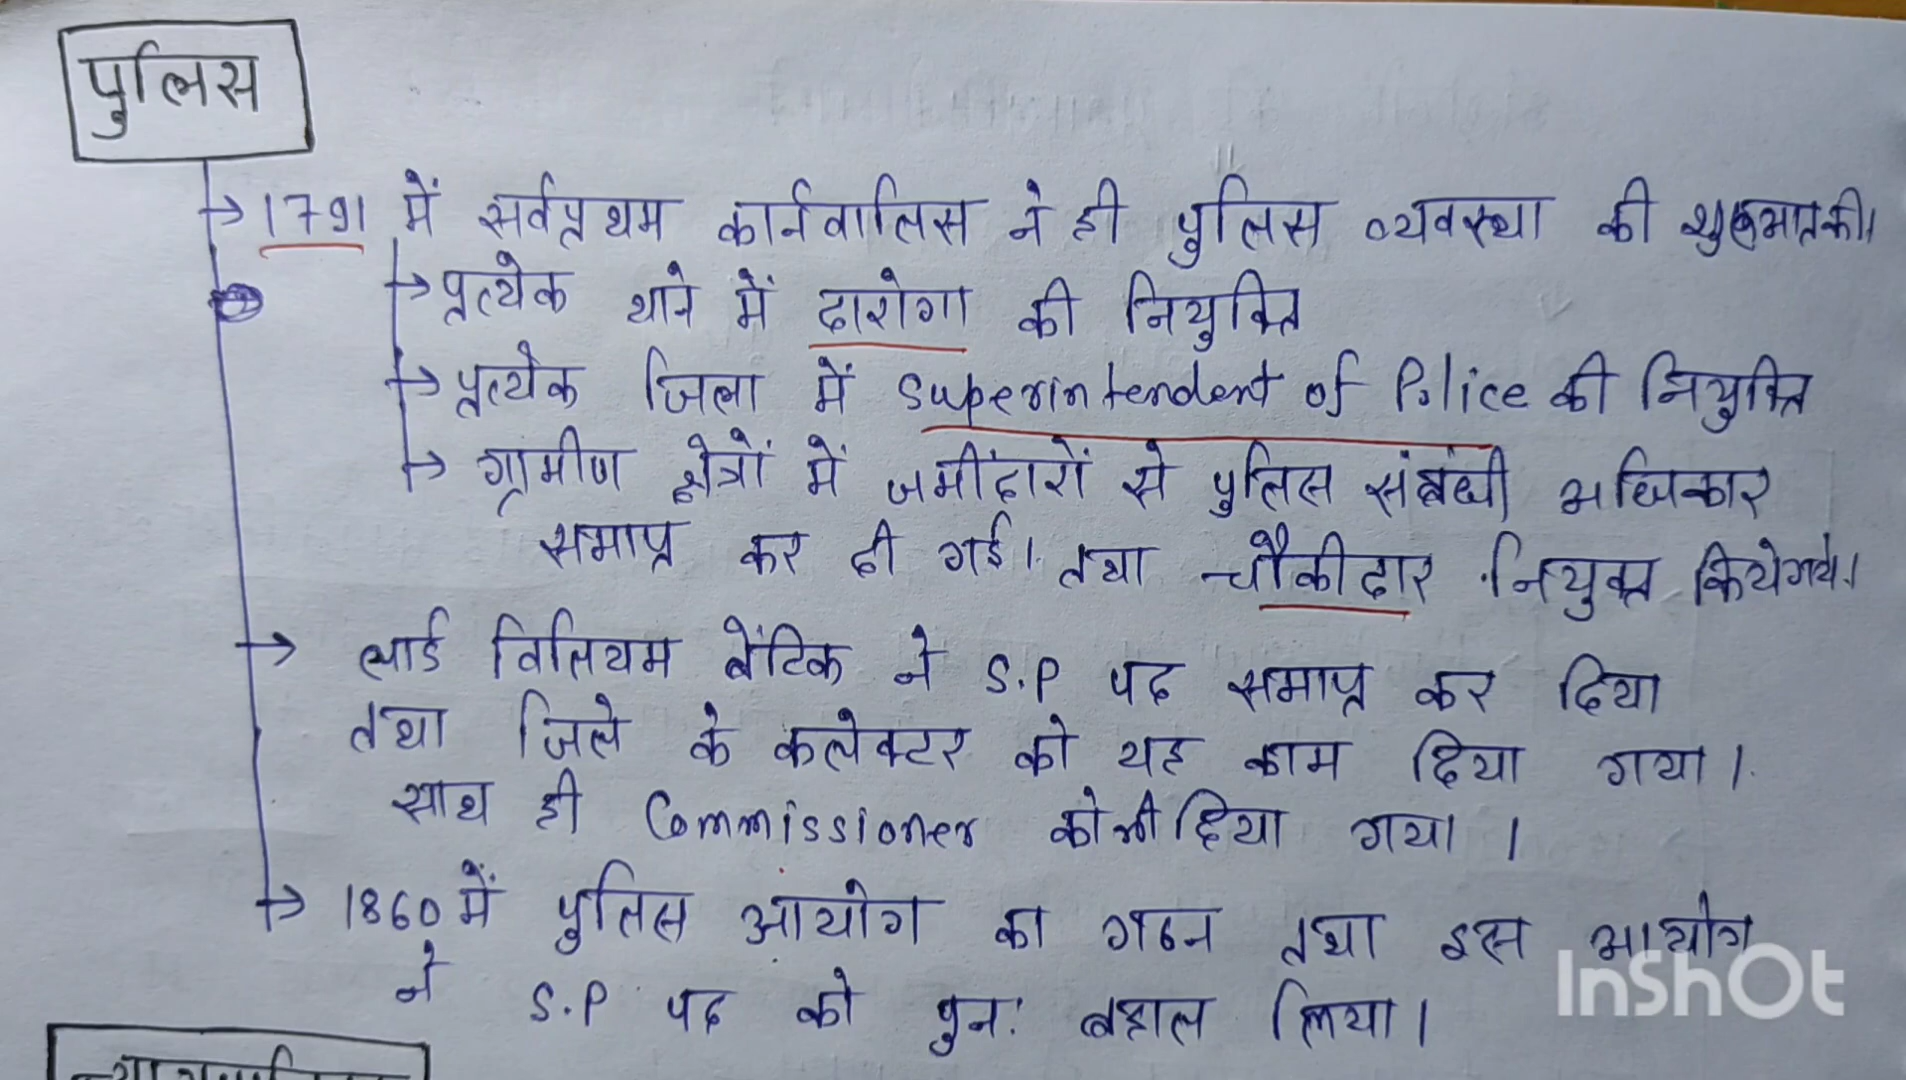 पुलिस
→ 1791 में सर्वप्रथम कार्नवालिस ने ही पुलिस व्यवस्था की शुरुआत की।
→ प्रत्येक थाने में दारोगा की नियुक्ति
→ प्रत्येक जिला में Superintendent of Police की नियुक्ति
→ ग्रामीण क्षेत्रों में जमींदारों से पुलिस संबंधी अधिकार
समाप्त कर दी गई। तथा चौकीदार नियुक्त किये गये।
→ लार्ड विलियम बेंटिक ने S.P पद समाप्त कर दिया
तथा जिले के कलेक्टर को यह काम दिया गया।
साथ ही Commissioner को भी दिया गया।
→ 1860 में पुलिस आयोग का गठन तथा इस आयोग
ने S.P पद को पुनः बहाल लिया।
InShOt